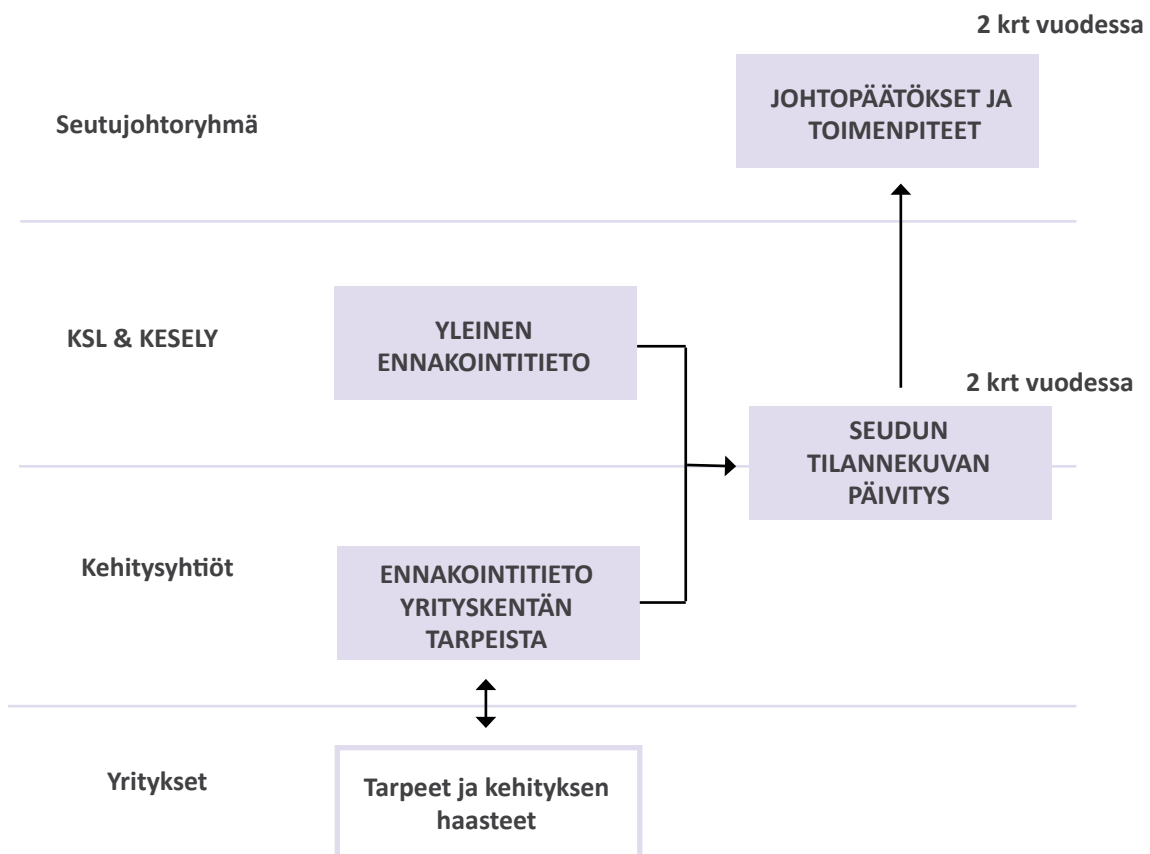 2 krt vuodessa
Seutujohtoryhmä
JOHTOPÄÄTÖKSET JA
TOIMENPITEET
KSL & KESELY
YLEINEN
ENNAKOINTITIETO
2 krt vuodessa
SEUDUN
TILANNEKUVAN
PÄIVITYS
Kehitysyhtiöt
ENNAKOINTITIETO
YRITYSKENTÄN
TARPEISTA
Yritykset
Tarpeet ja kehityksen
haasteet